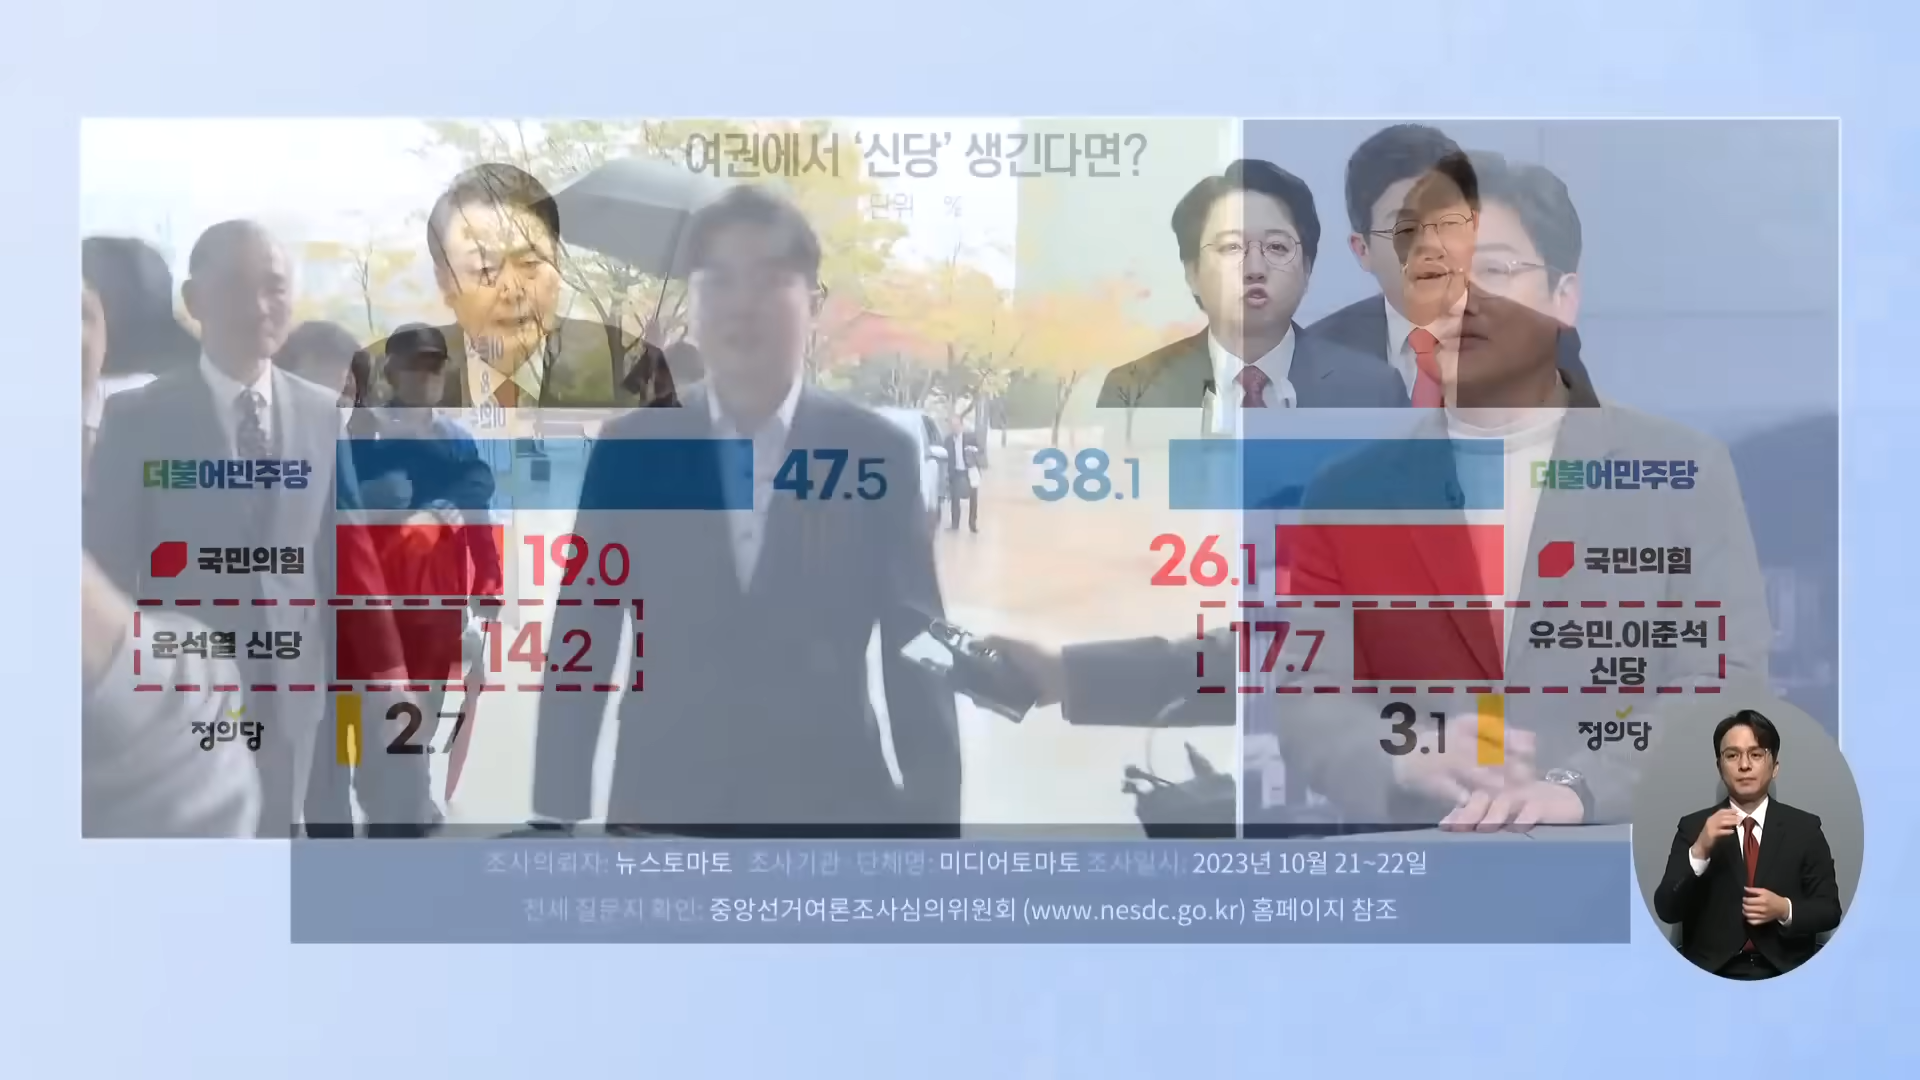 여권에서 '신당' 생긴다면?
단위 %
더불어민주당 47.5
국민의힘 19.0
윤석열 신당 14.2
정의당 2.7
38.1 더불어민주당
26.1 국민의힘
17.7 유승민.이준석
신당
3.1 정의당
조사의뢰자: 뉴스토마토 조사기관·단체명: 미디어토마토 조사일시: 2023년 10월 21~22일
전세 질문지 확인: 중앙선거여론조사심의위원회 (www.nesdc.go.kr) 홈페이지 참조